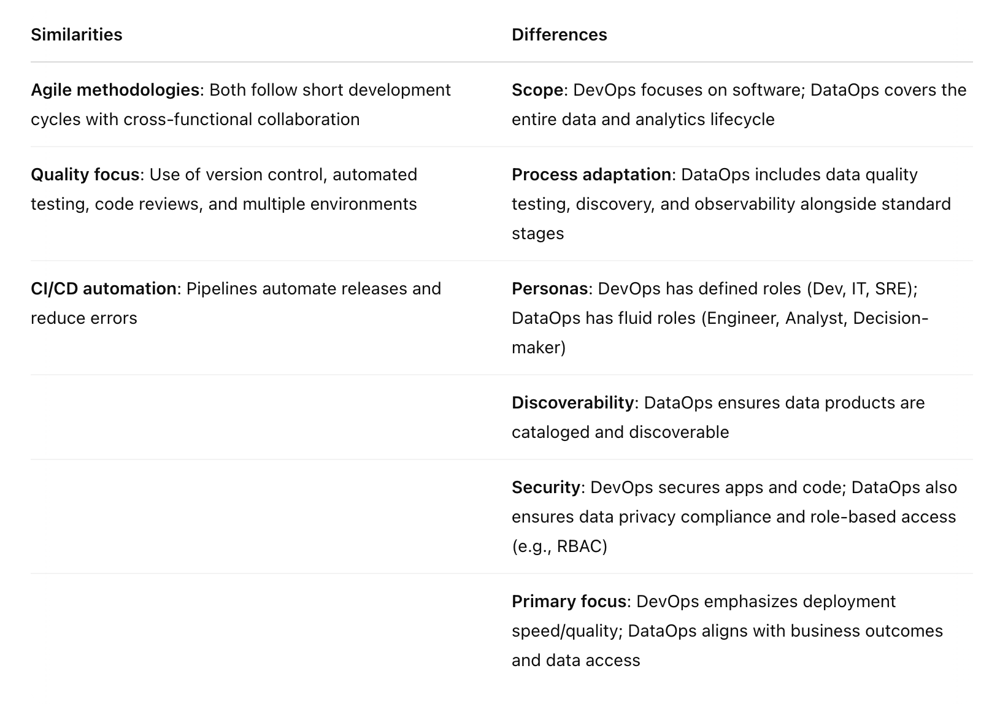 Similarities
Differences
Agile methodologies: Both follow short development
cycles with cross-functional collaboration
Scope: DevOps focuses on software; DataOps covers the
entire data and analytics lifecycle
Quality focus: Use of version control, automated
testing, code reviews, and multiple environments
Process adaptation: DataOps includes data quality
testing, discovery, and observability alongside standard
stages
CI/CD automation: Pipelines automate releases and
reduce errors
Personas: DevOps has defined roles (Dev, IT, SRE);
DataOps has fluid roles (Engineer, Analyst, Decision-
maker)
Discoverability: DataOps ensures data products are
cataloged and discoverable
Security: DevOps secures apps and code; DataOps also
ensures data privacy compliance and role-based access
(e.g., RBAC)
Primary focus: DevOps emphasizes deployment
speed/quality; DataOps aligns with business outcomes
and data access